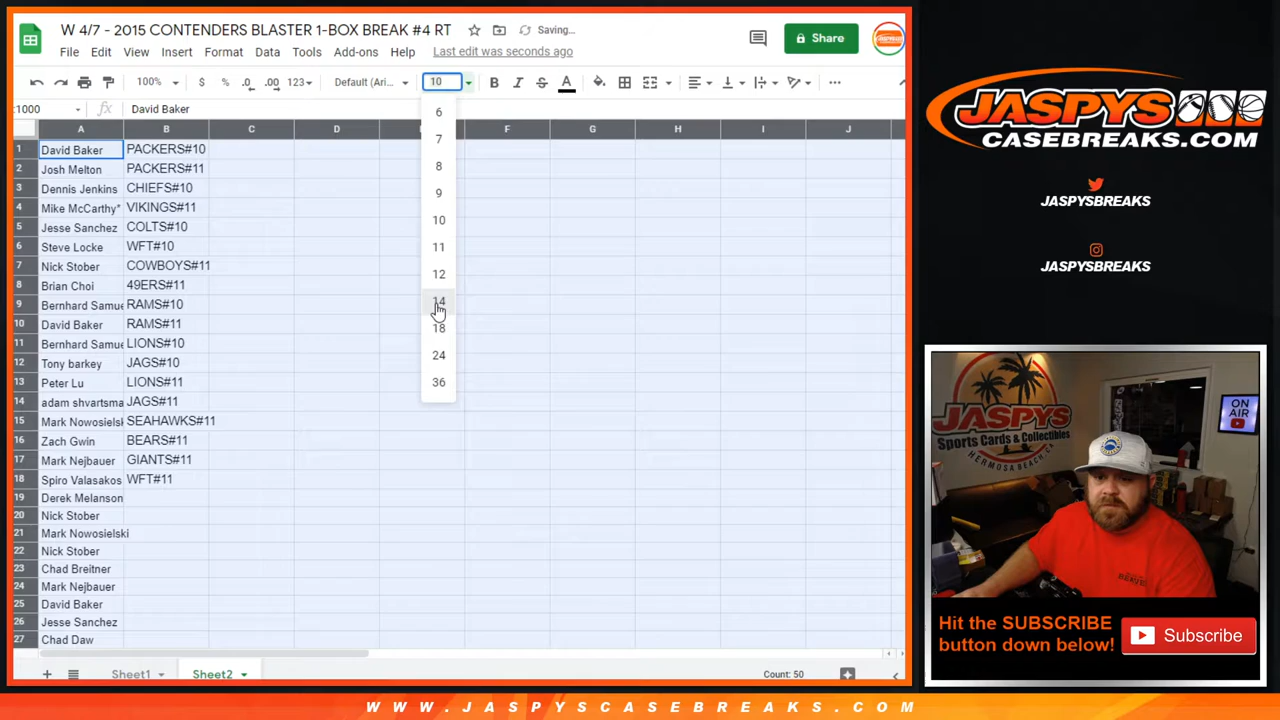 W 4/7 - 2015 CONTENDERS BLASTER 1-BOX BREAK #4 RT Saving...
File Edit View Insert Format Data Tools Add-ons Help Last edit was seconds ago
Share
100% $ % .0 .00 123 Default (Ari... 10 B I S A
:1000 fx David Baker
A B C D F G H I J
1 David Baker PACKERS#10
2 Josh Melton PACKERS#11
3 Dennis Jenkins CHIEFS#10
4 Mike McCarthy* VIKINGS#11
5 Jesse Sanchez COLTS#10
6 Steve Locke WFT#10
7 Nick Stober COWBOYS#11
8 Brian Choi 49ERS#11
9 Bernhard Samue RAMS#10
10 David Baker RAMS#11
11 Bernhard Samue LIONS#10
12 Tony barkey JAGS#10
13 Peter Lu LIONS#11
14 adam shvartsma JAGS#11
15 Mark Nowosielsk SEAHAWKS#11
16 Zach Gwin BEARS#11
17 Mark Nejbauer GIANTS#11
18 Spiro Valasakos WFT#11
19 Derek Melanson
20 Nick Stober
21 Mark Nowosielski
22 Nick Stober
23 Chad Breitner
24 Mark Nejbauer
25 David Baker
26 Jesse Sanchez
27 Chad Daw
6
7
8
9
10
11
12
14
18
24
36
Sheet1 Sheet2 Count: 50
JASPYS
CASEBREAKS.COM
JASPYSBREAKS
JASPYSBREAKS
JASPYS
Sports Cards & Collectibles
HERMOSA BEACH, CA
ON
AIR
Hit the SUBSCRIBE
button down below!
Subscribe
WWW.JASPYSCASEBREAKS.COM